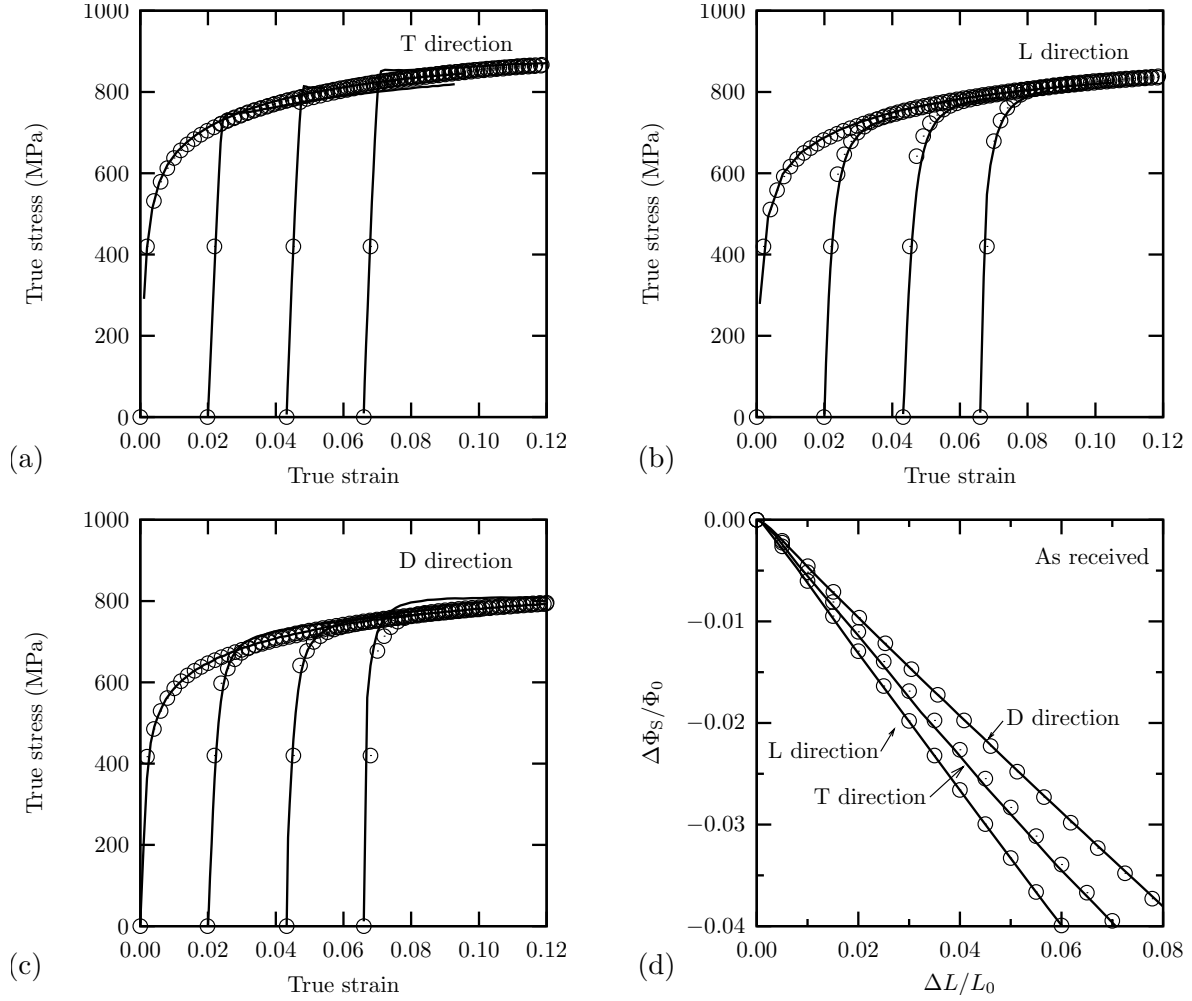 1000
800
600
400
200
0
True stress (MPa)
T direction
0.00 0.02 0.04 0.06 0.08 0.10 0.12
True strain
(a)
1000
800
600
400
200
0
True stress (MPa)
L direction
0.00 0.02 0.04 0.06 0.08 0.10 0.12
True strain
(b)
1000
800
600
400
200
0
True stress (MPa)
D direction
0.00 0.02 0.04 0.06 0.08 0.10 0.12
True strain
(c)
0.00
−0.01
−0.02
−0.03
−0.04
ΔΦS/Φ0
As received
D direction
L direction
T direction
0.00 0.02 0.04 0.06 0.08
ΔL/L0
(d)